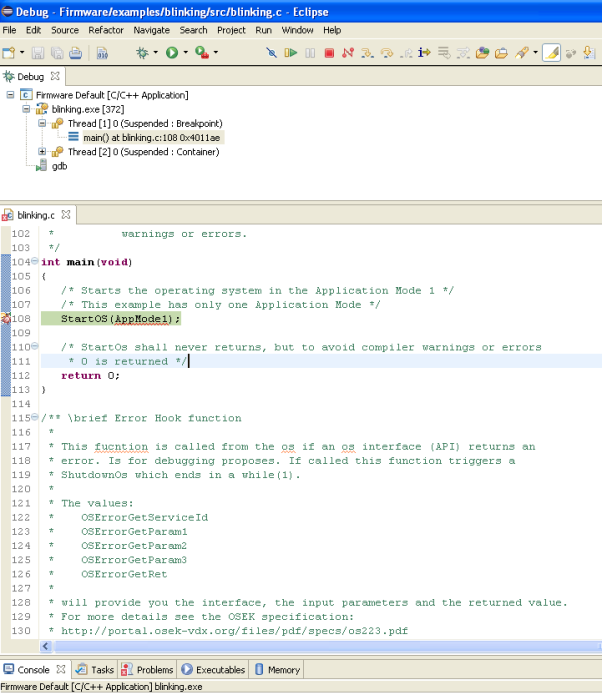 Debug - Firmware/examples/blinking/src/blinking.c - Eclipse
File Edit Source Refactor Navigate Search Project Run Window Help
Debug
Firmware Default [C/C++ Application]
blinking.exe [372]
Thread [1] 0 (Suspended : Breakpoint)
main() at blinking.c:108 0x4011ae
Thread [2] 0 (Suspended : Container)
gdb
blinking.c
102 * warnings or errors.
103 */
104 int main(void)
105 {
106 /* Starts the operating system in the Application Mode 1 */
107 /* This example has only one Application Mode */
108 StartOS(AppMode1);
109
110 /* StartOs shall never returns, but to avoid compiler warnings or errors
111 * 0 is returned */
112 return 0;
113 }
114
115 /** \brief Error Hook function
116 *
117 * This fucntion is called from the os if an os interface (API) returns an
118 * error. Is for debugging proposes. If called this function triggers a
119 * ShutdownOs which ends in a while(1).
120 *
121 * The values:
122 * OSErrorGetServiceId
123 * OSErrorGetParam1
124 * OSErrorGetParam2
125 * OSErrorGetParam3
126 * OSErrorGetRet
127 *
128 * will provide you the interface, the input parameters and the returned value.
129 * For more details see the OSEK specification:
130 * http://portal.osek-vdx.org/files/pdf/specs/os223.pdf
Console Tasks Problems Executables Memory
Firmware Default [C/C++ Application] blinking.exe